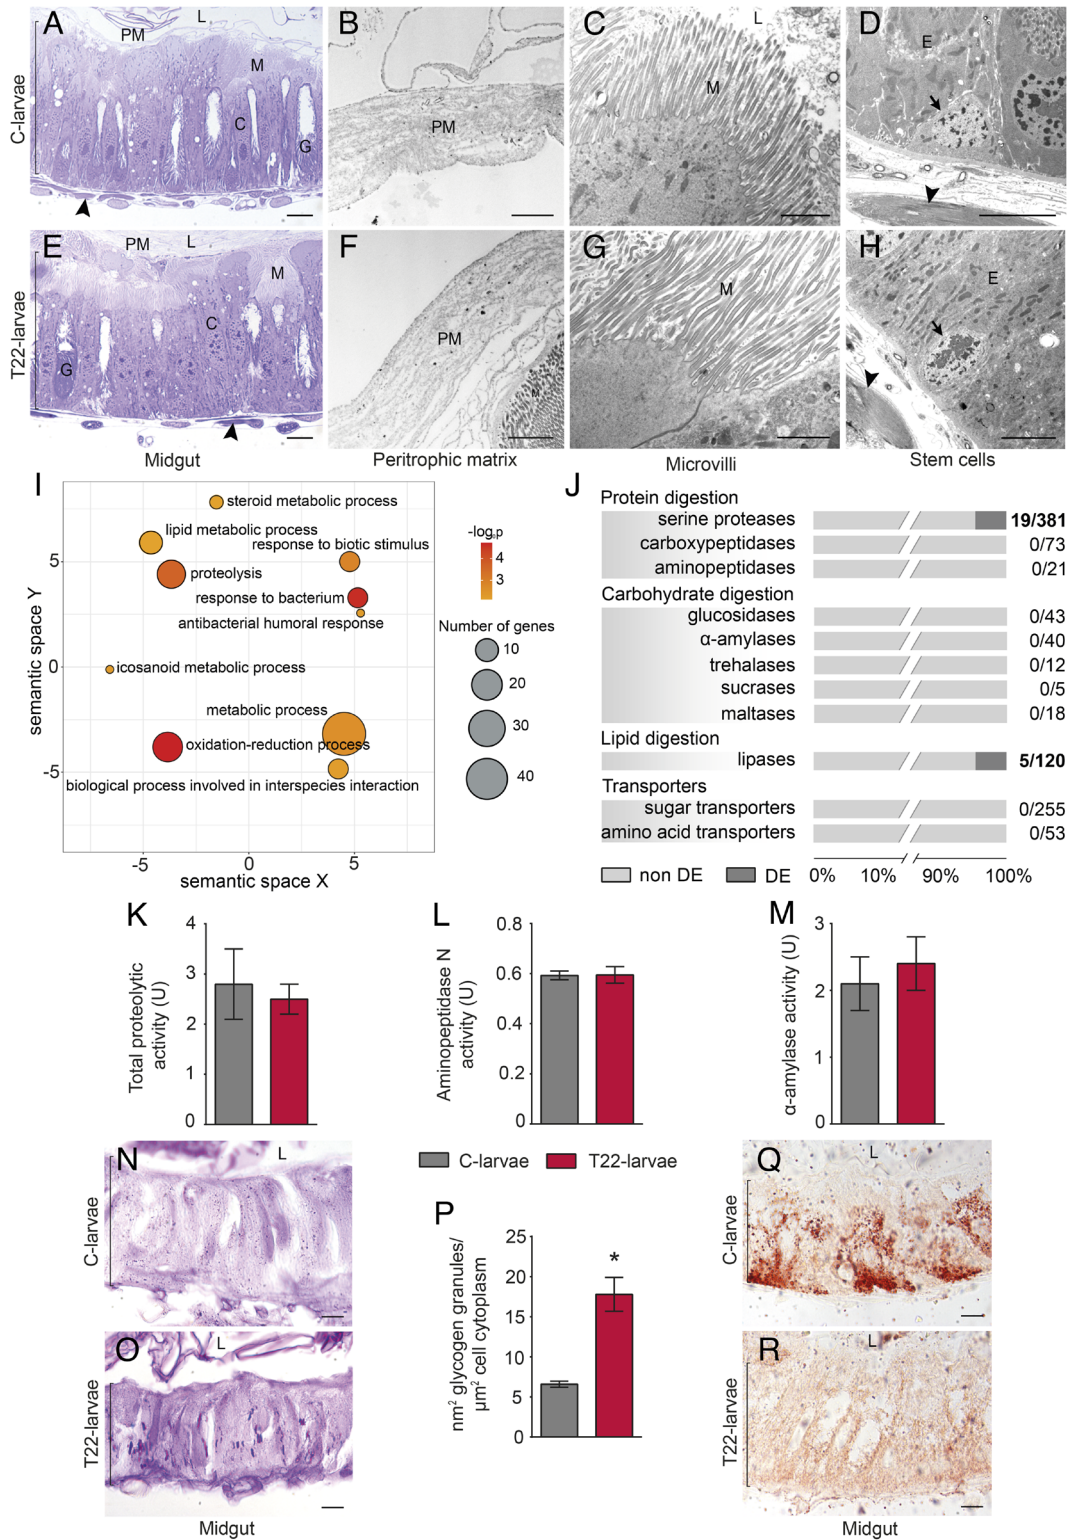 A
L
PM
M
C
G
C-larvae
B
PM
C
L
M
D
E
E
PM
L
M
C
G
T22-larvae
Midgut
F
PM
M
Peritrophic matrix
G
M
Microvilli
H
E
Stem cells
I
steroid metabolic process
lipid metabolic process
response to biotic stimulus
proteolysis
response to bacterium
antibacterial humoral response
icosanoid metabolic process
metabolic process
oxidation-reduction process
biological process involved in interspecies interaction
5
0
-5
semantic space Y
-5
0
5
semantic space X
4
3
Number of genes
10
20
30
40
J
Protein digestion
serine proteases 19/381
carboxypeptidases 0/73
aminopeptidases 0/21
Carbohydrate digestion
glucosidases 0/43
α-amylases 0/40
trehalases 0/12
sucrases 0/5
maltases 0/18
Lipid digestion
lipases 5/120
Transporters
sugar transporters 0/255
amino acid transporters 0/53
non DE DE
0% 10% 90% 100%
K
Total proteolytic
activity (U)
4
3
2
1
0
L
Aminopeptidase N
activity (U)
0.8
0.6
0.4
0.2
0
M
α-amylase activity (U)
3
2
1
0
C-larvae T22-larvae
N
L
C-larvae
O
L
T22-larvae
Midgut
P
nm² glycogen granules/
µm² cell cytoplasm
25
20
15
10
5
0
*
Q
L
C-larvae
R
L
T22-larvae
Midgut